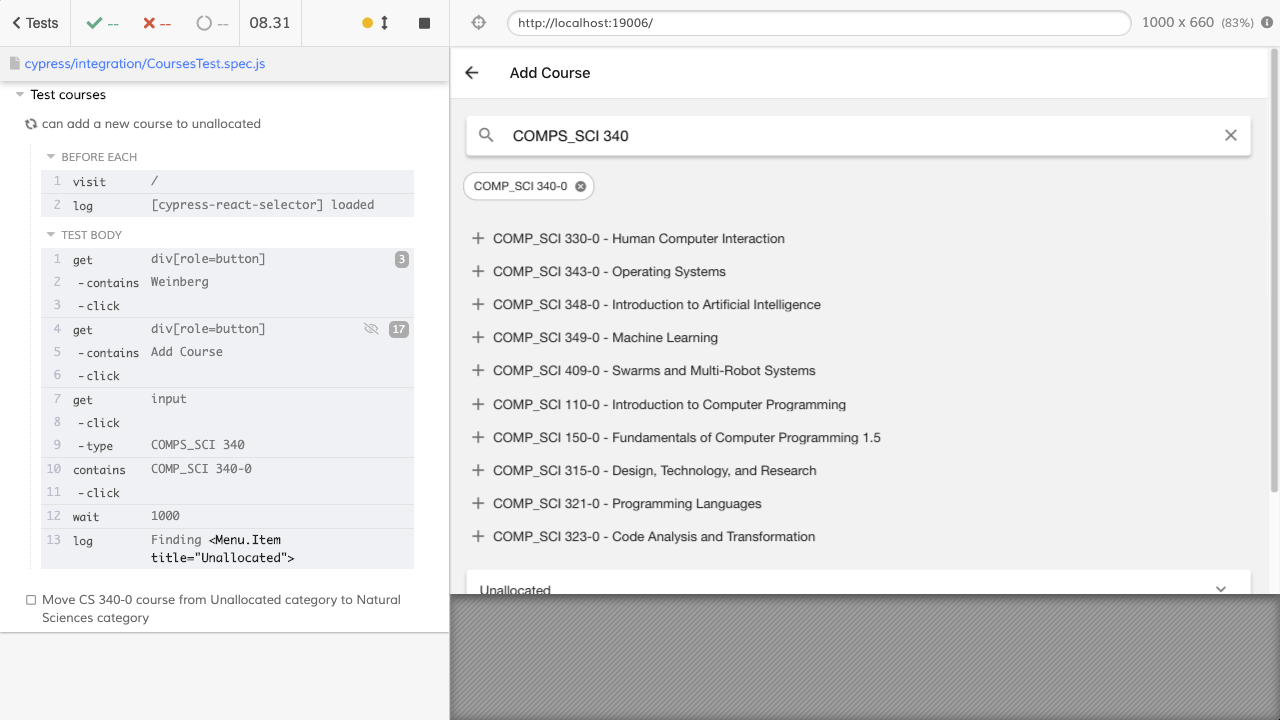 Tests
--
--
--
08.31
http://localhost:19006/
1000 x 660 (83%)
cypress/integration/CoursesTest.spec.js
Test courses
can add a new course to unallocated
BEFORE EACH
1 visit /
2 log [cypress-react-selector] loaded
TEST BODY
1 get div[role=button] 3
2 -contains Weinberg
3 -click
4 get div[role=button] 17
5 -contains Add Course
6 -click
7 get input
8 -click
9 -type COMPS_SCI 340
10 contains COMP_SCI 340-0
11 -click
12 wait 1000
13 log Finding <Menu.Item
title="Unallocated">
Move CS 340-0 course from Unallocated category to Natural
Sciences category
Add Course
COMPS_SCI 340
COMP_SCI 340-0
COMP_SCI 330-0 - Human Computer Interaction
COMP_SCI 343-0 - Operating Systems
COMP_SCI 348-0 - Introduction to Artificial Intelligence
COMP_SCI 349-0 - Machine Learning
COMP_SCI 409-0 - Swarms and Multi-Robot Systems
COMP_SCI 110-0 - Introduction to Computer Programming
COMP_SCI 150-0 - Fundamentals of Computer Programming 1.5
COMP_SCI 315-0 - Design, Technology, and Research
COMP_SCI 321-0 - Programming Languages
COMP_SCI 323-0 - Code Analysis and Transformation
Unallocated